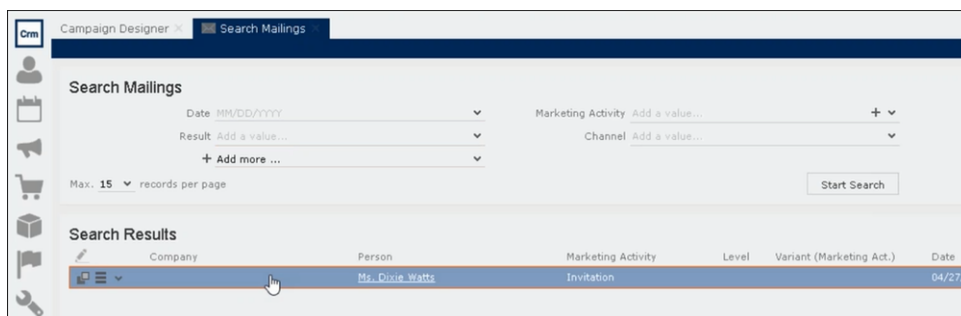 Crm
Campaign Designer
Search Mailings
Search Mailings
Date MM/DD/YYYY
Marketing Activity Add a value...
Result Add a value...
Channel Add a value...
+ Add more ...
Max. 15 records per page
Start Search
Search Results
Company Person Marketing Activity Level Variant (Marketing Act.) Date
Ms. Dixie Watts Invitation 04/27